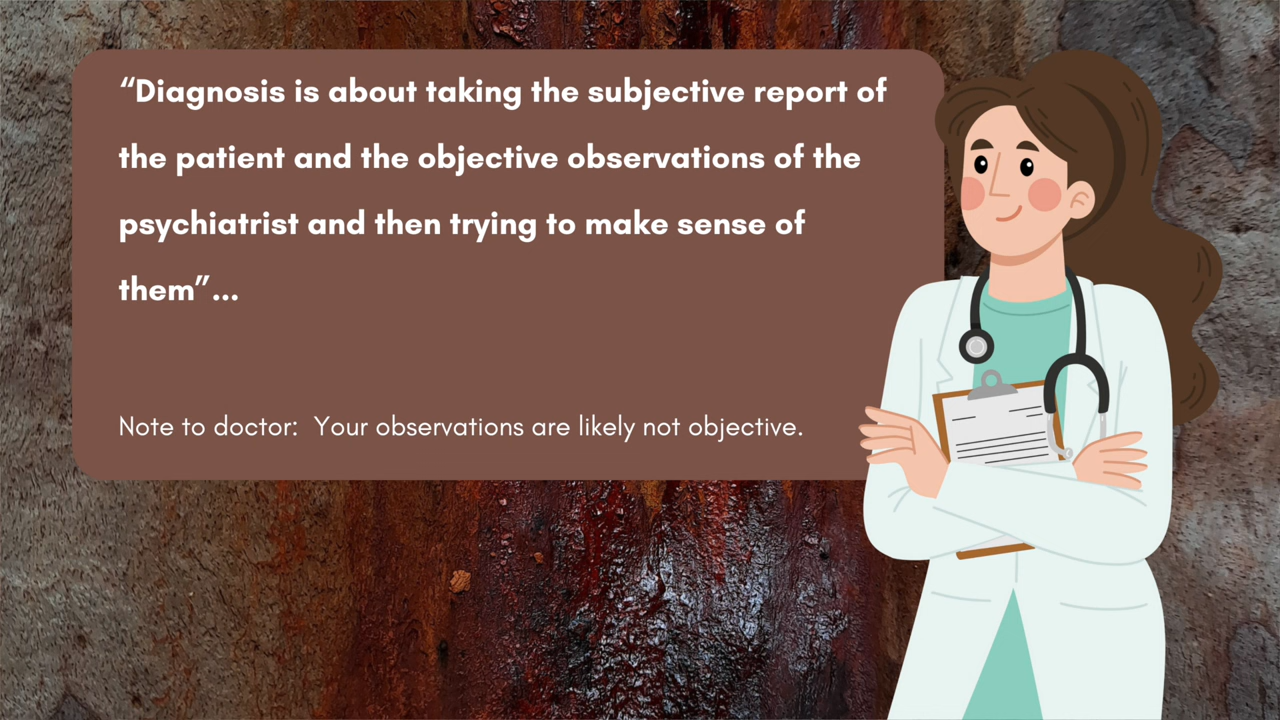 “Diagnosis is about taking the subjective report of
the patient and the objective observations of the
psychiatrist and then trying to make sense of
them”...
Note to doctor:  Your observations are likely not objective.